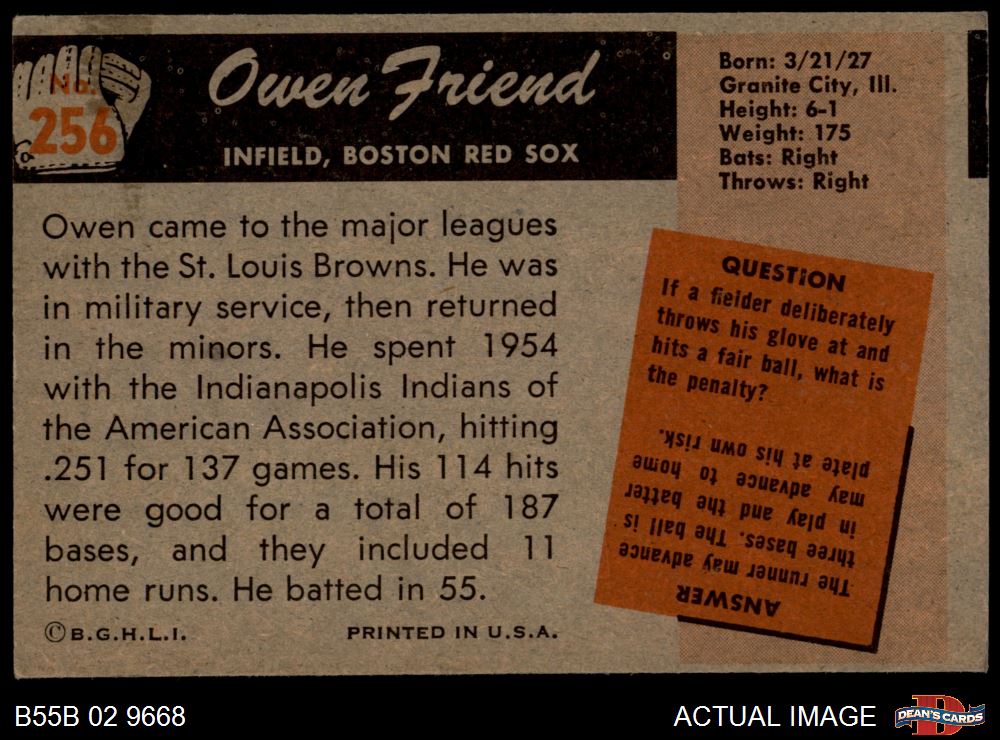 No.
256
Owen Friend
INFIELD, BOSTON RED SOX
Born: 3/21/27
Granite City, Ill.
Height: 6-1
Weight: 175
Bats: Right
Throws: Right
Owen came to the major leagues
with the St. Louis Browns. He was
in military service, then returned
in the minors. He spent 1954
with the Indianapolis Indians of
the American Association, hitting
.251 for 137 games. His 114 hits
were good for a total of 187
bases, and they included 11
home runs. He batted in 55.
©B.G.H.L.I.
PRINTED IN U.S.A.
QUESTION
If a fielder deliberately
throws his glove at and
hits a fair ball, what is
the penalty?
ANSWER
The runner may advance
three bases. The ball is
in play and the batter
may advance to home
plate at his own risk.
B55B 02 9668
ACTUAL IMAGE
D
DEAN'S CARDS